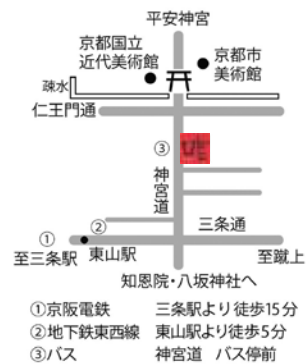 平安神宮
京都国立
近代美術館
京都市
美術館
疎水
仁王門通
③
神宮道
②
三条通
①
東山駅
至三条駅
至蹴上
知恩院・八坂神社へ
①京阪電鉄 三条駅より徒歩15分
②地下鉄東西線 東山駅より徒歩5分
③バス 神宮道 バス停前